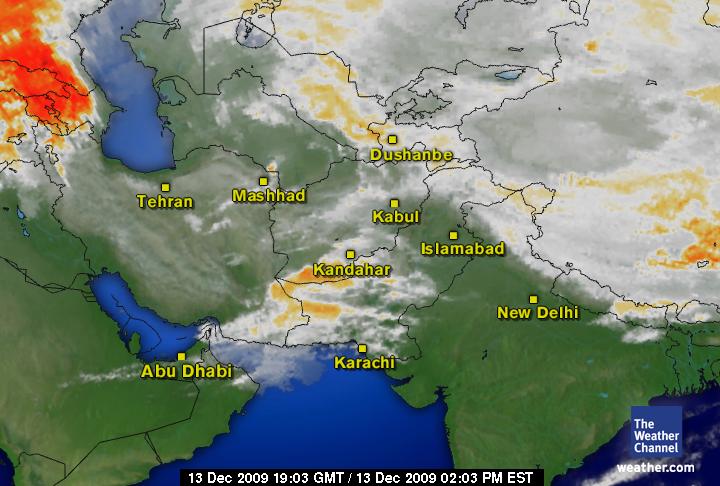 Dushanbe
Tehran
Mashhad
Kabul
Islamabad
Kandahar
New Delhi
Abu Dhabi
Karachi
The
Weather
Channel
weather.com
13 Dec 2009 19:03 GMT / 13 Dec 2009 02:03 PM EST